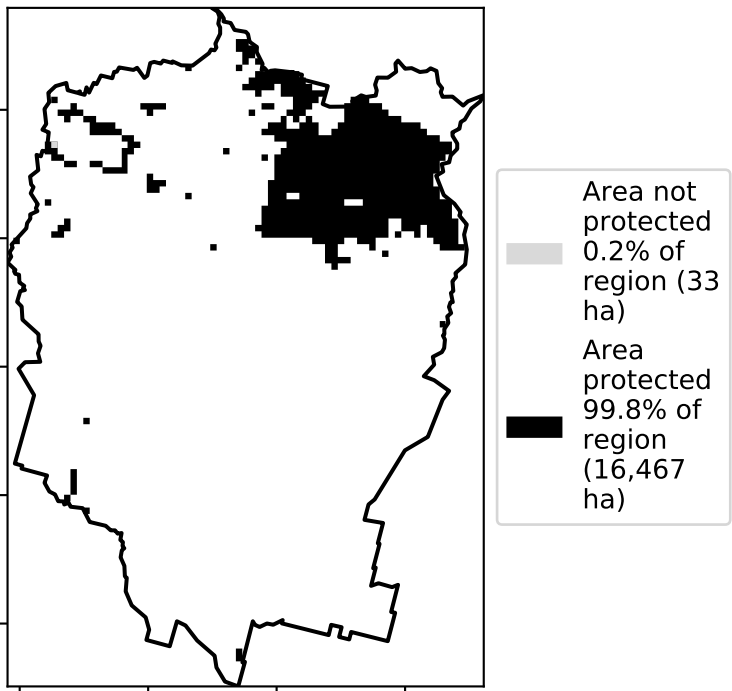 Area not
protected
0.2% of
region (33
ha)
Area
protected
99.8% of
region
(16,467
ha)